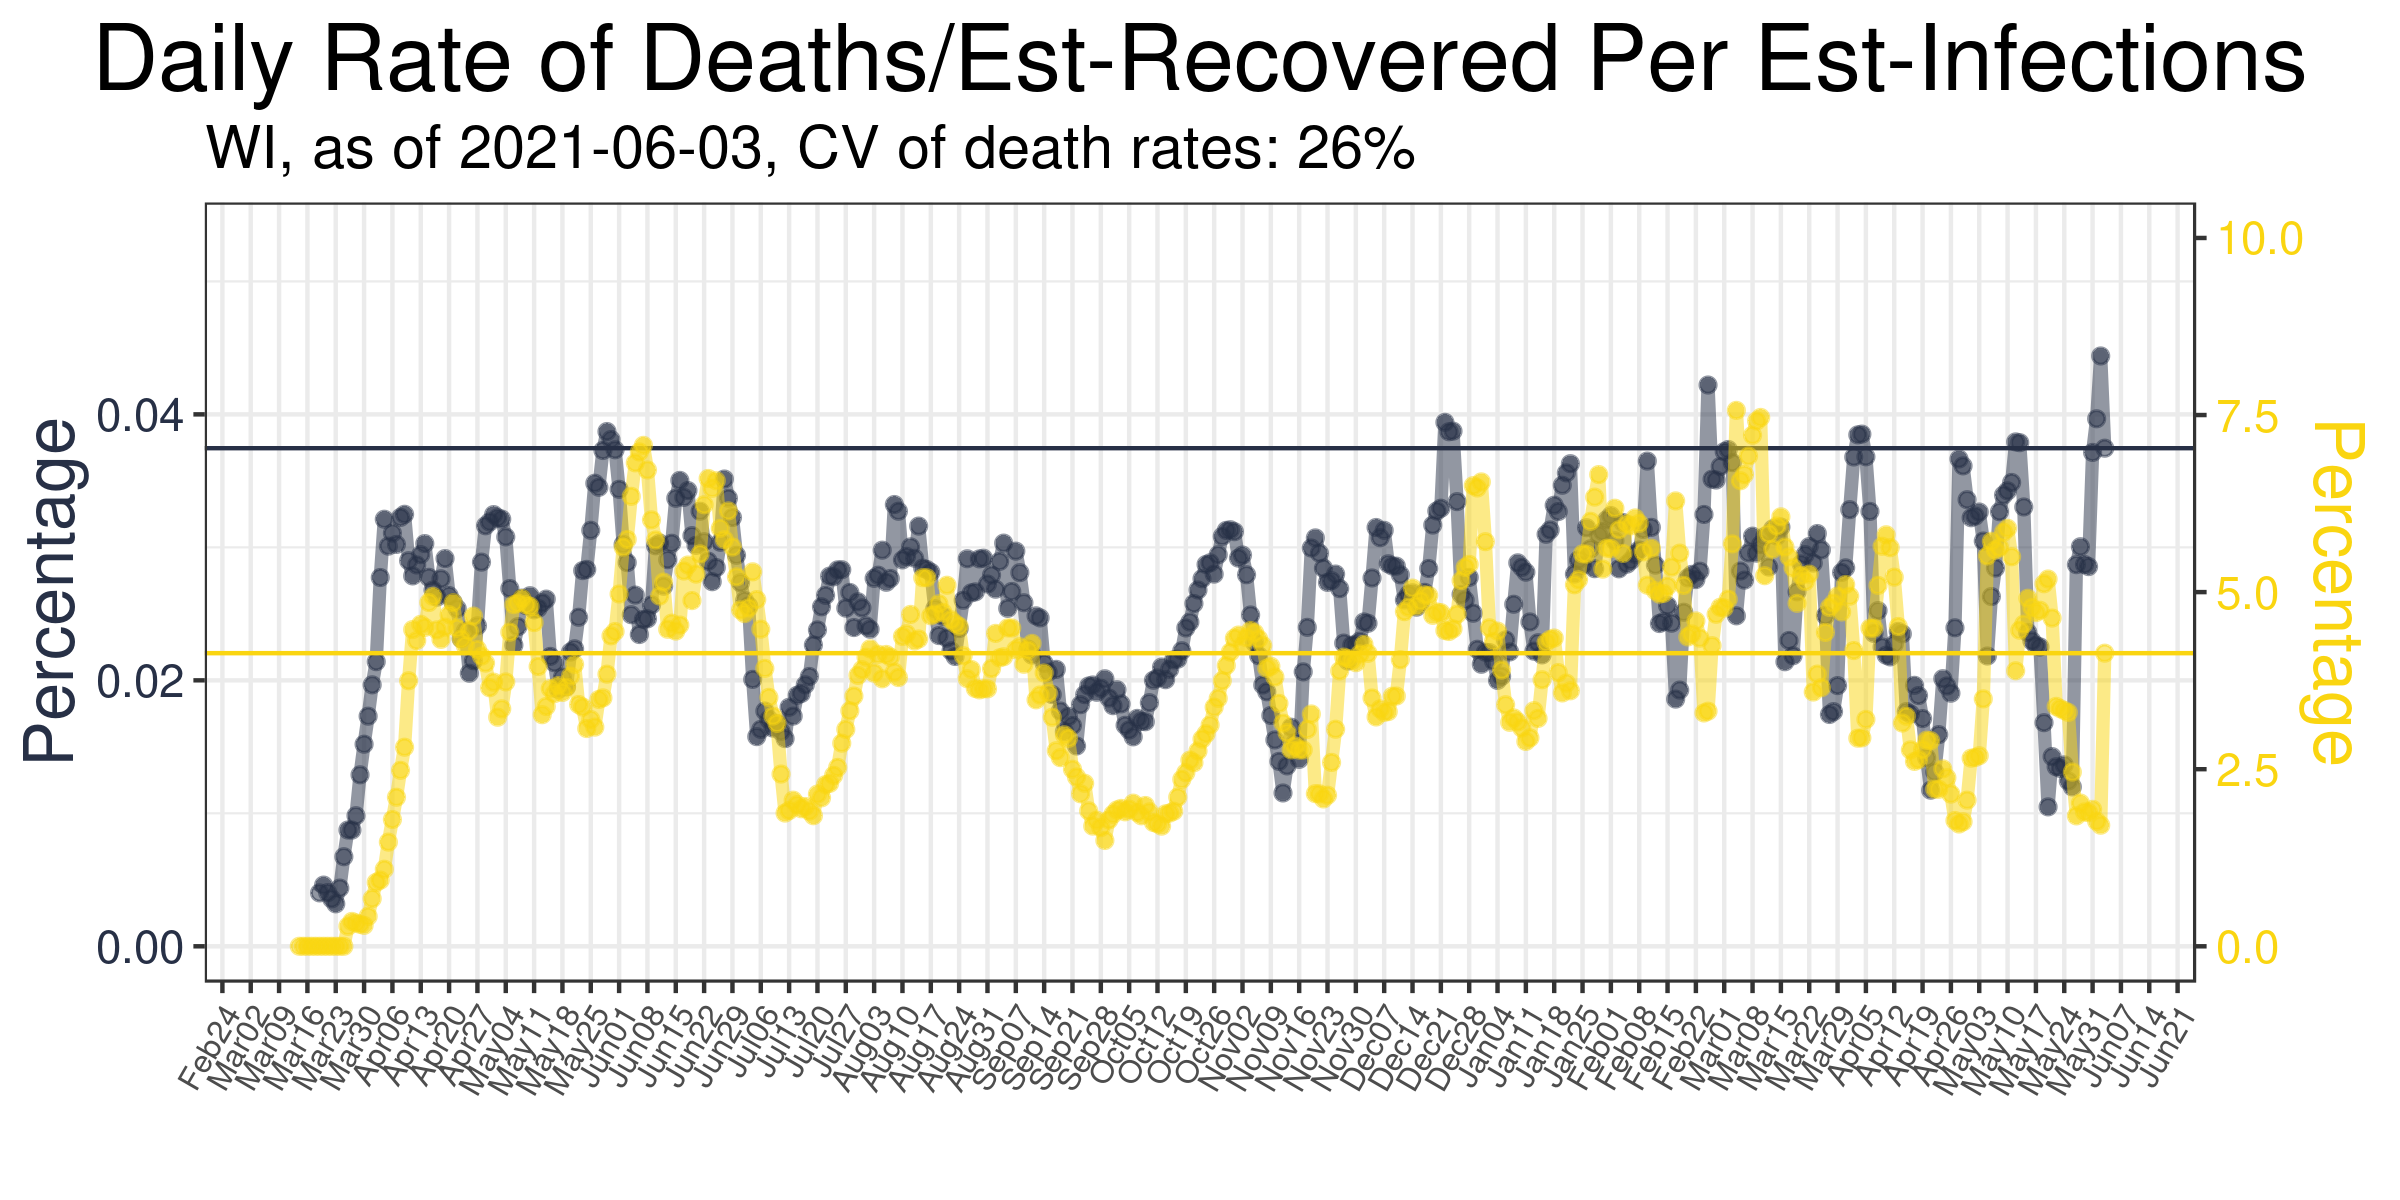 Daily Rate of Deaths/Est-Recovered Per Est-Infections
WI, as of 2021-06-03, CV of death rates: 26%
Percentage
0.04
0.02
0.00
10.0
7.5
5.0
2.5
0.0
Percentage
Feb24
Mar02
Mar09
Mar16
Mar23
Mar30
Apr06
Apr13
Apr20
Apr27
May04
May11
May18
May25
Jun01
Jun08
Jun15
Jun22
Jun29
Jul06
Jul13
Jul20
Jul27
Aug03
Aug10
Aug17
Aug24
Aug31
Sep07
Sep14
Sep21
Sep28
Oct05
Oct12
Oct19
Oct26
Nov02
Nov09
Nov16
Nov23
Nov30
Dec07
Dec14
Dec21
Dec28
Jan04
Jan11
Jan18
Jan25
Feb01
Feb08
Feb15
Feb22
Mar01
Mar08
Mar15
Mar22
Mar29
Apr05
Apr12
Apr19
Apr26
May03
May10
May17
May24
May31
Jun07
Jun14
Jun21